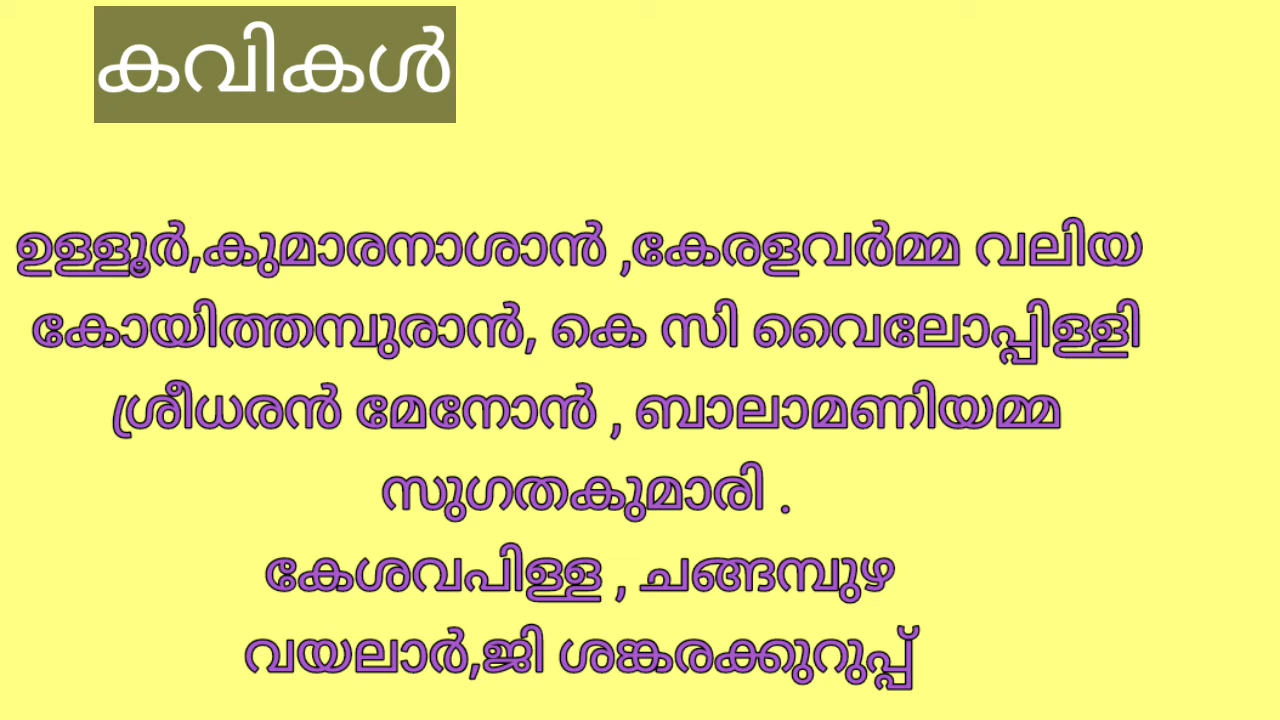 കവികൾ
ഉള്ളൂർ,കുമാരനാശാൻ ,കേരളവർമ്മ വലിയ
കോയിത്തമ്പുരാൻ, കെ സി വൈലോപ്പിള്ളി
ശ്രീധരൻ മേനോൻ , ബാലാമണിയമ്മ
സുഗതകുമാരി .
കേശവപിള്ള , ചങ്ങമ്പുഴ
വയലാർ,ജി ശങ്കരക്കുറുപ്പ്